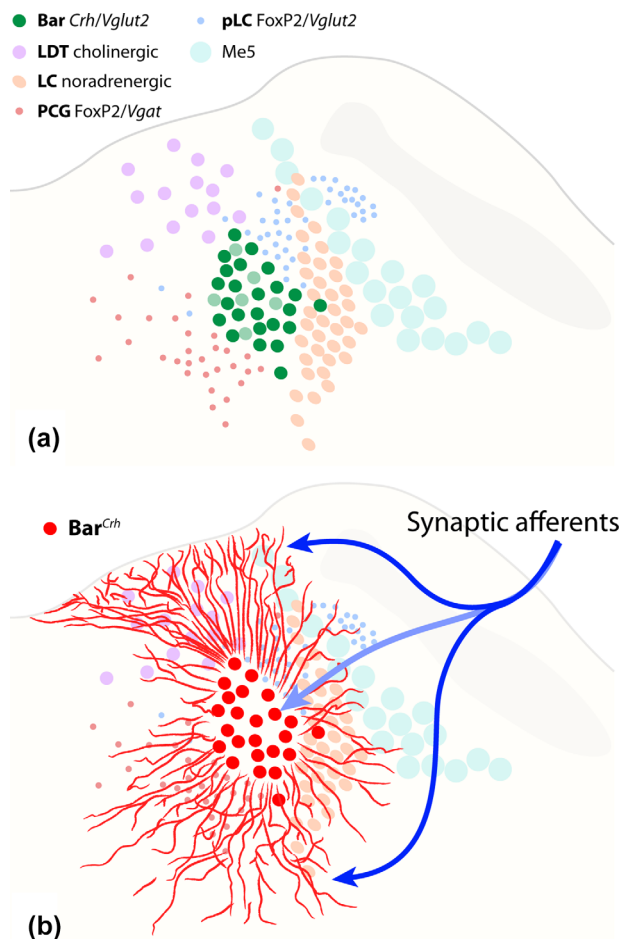 Bar Crh/Vglut2
LDT cholinergic
LC noradrenergic
PCG FoxP2/Vgat
pLC FoxP2/Vglut2
Me5
(a)
Bar Crh
Synaptic afferents
(b)